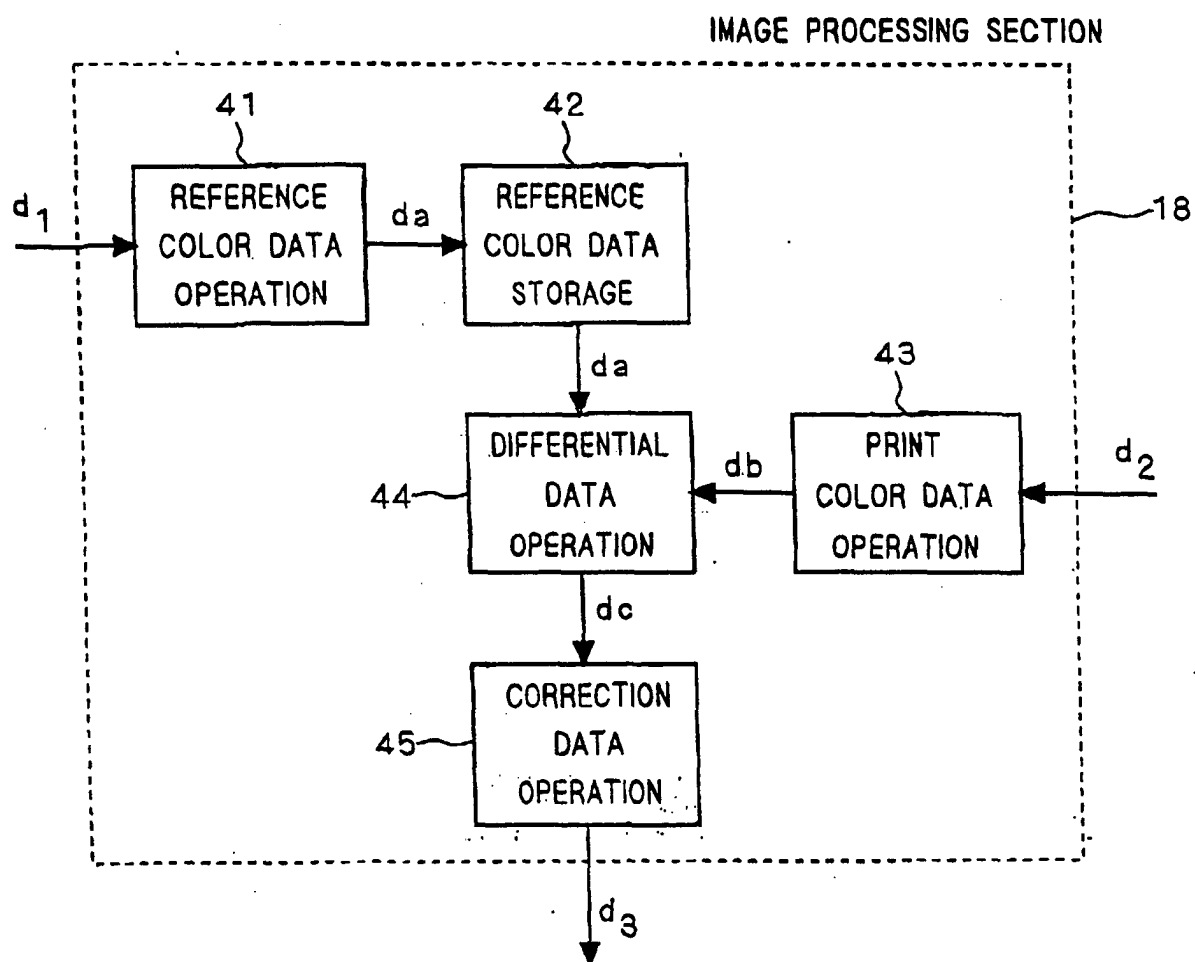 IMAGE PROCESSING SECTION
41
42
REFERENCE
COLOR DATA
OPERATION
REFERENCE
COLOR DATA
STORAGE
18
d1
da
da
43
DIFFERENTIAL
DATA
OPERATION
PRINT
COLOR DATA
OPERATION
db
d2
44
dc
CORRECTION
DATA
OPERATION
45
d3